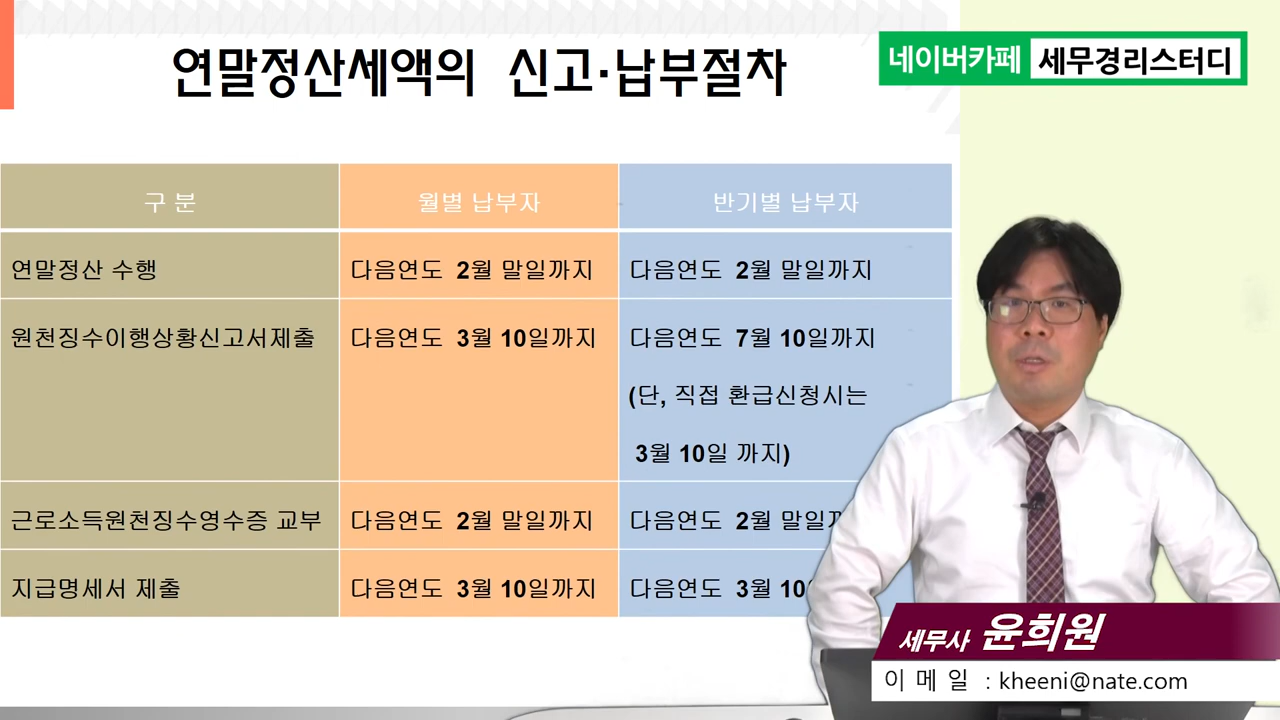 연말정산세액의 신고·납부절차
네이버카페 세무경리스터디
구 분 월별 납부자 반기별 납부자
연말정산 수행 다음연도 2월 말일까지 다음연도 2월 말일까지
원천징수이행상황신고서제출 다음연도 3월 10일까지 다음연도 7월 10일까지
(단, 직접 환급신청시는
3월 10일 까지)
근로소득원천징수영수증 교부 다음연도 2월 말일까지 다음연도 2월 말일
지급명세서 제출 다음연도 3월 10일까지 다음연도 3월 10
세무사 윤희원
이 메 일 : kheeni@nate.com